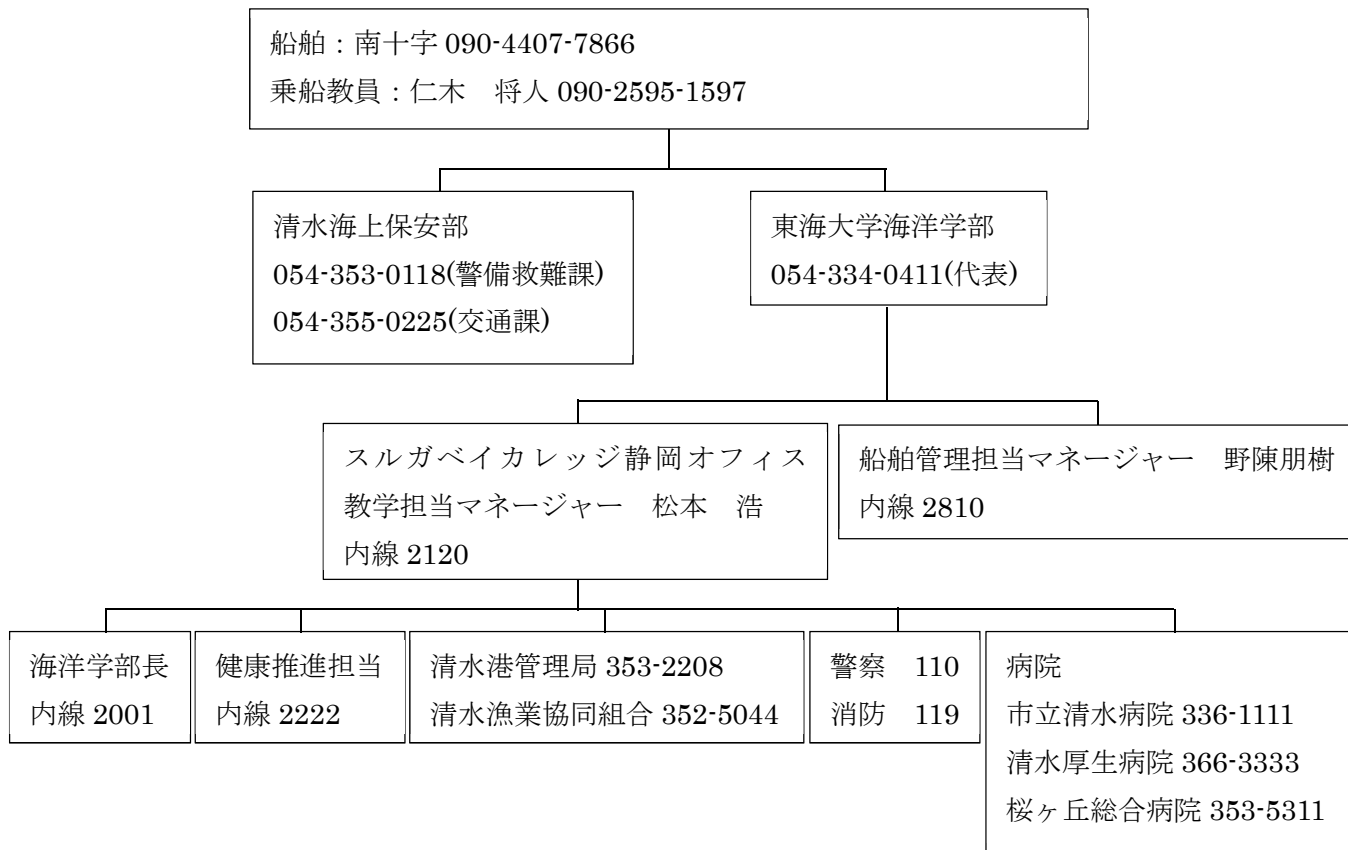 船舶：南十字 090-4407-7866
乗船教員：仁木　将人 090-2595-1597
清水海上保安部
054-353-0118(警備救難課)
054-355-0225(交通課)
東海大学海洋学部
054-334-0411(代表)
スルガベイカレッジ静岡オフィス
教学担当マネージャー　松本　浩
内線 2120
船舶管理担当マネージャー　野陳朋樹
内線 2810
海洋学部長
内線 2001
健康推進担当
内線 2222
清水港管理局 353-2208
清水漁業協同組合 352-5044
警察　110
消防　119
病院
市立清水病院 336-1111
清水厚生病院 366-3333
桜ヶ丘総合病院 353-5311